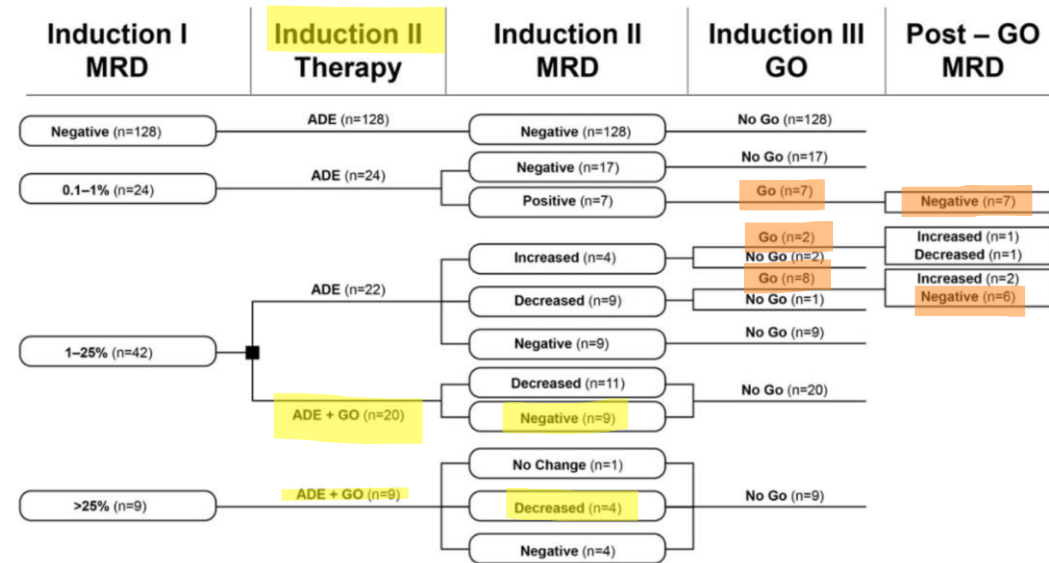 Induction I
MRD
Induction II
Therapy
Induction II
MRD
Induction III
GO
Post – GO
MRD
Negative (n=128)
ADE (n=128)
Negative (n=128)
No Go (n=128)
0.1–1% (n=24)
ADE (n=24)
Negative (n=17)
No Go (n=17)
Positive (n=7)
Go (n=7)
Negative (n=7)
1–25% (n=42)
ADE (n=22)
Increased (n=4)
Go (n=2)
No Go (n=2)
Increased (n=1)
Decreased (n=1)
Decreased (n=9)
Go (n=8)
No Go (n=1)
Increased (n=2)
Negative (n=6)
Negative (n=9)
No Go (n=9)
ADE + GO (n=20)
Decreased (n=11)
Negative (n=9)
No Go (n=20)
>25% (n=9)
ADE + GO (n=9)
No Change (n=1)
Decreased (n=4)
Negative (n=4)
No Go (n=9)